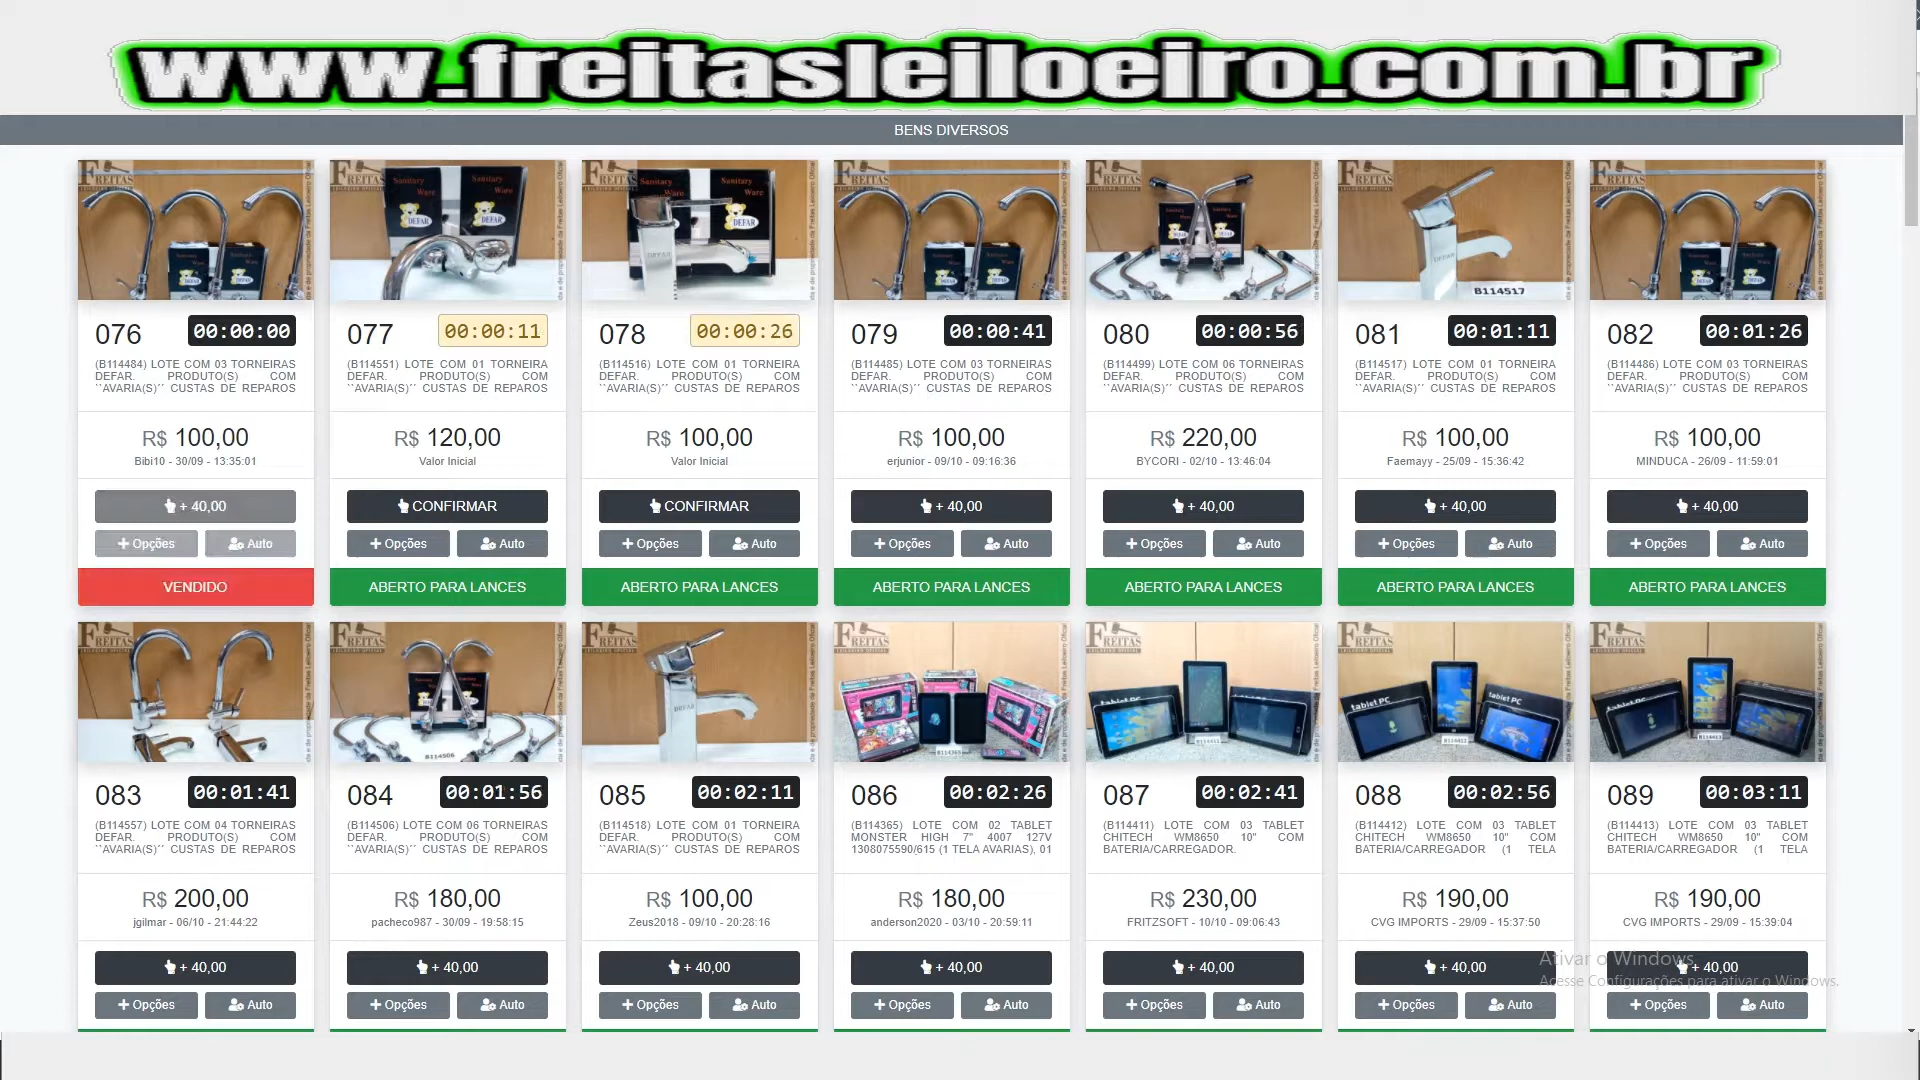 www.freitasleiloeiro.com.br
BENS DIVERSOS
076 00:00:00
(B114484) LOTE COM 03 TORNEIRAS
DEFAR. PRODUTO(S) COM
``AVARIA(S)´´ CUSTAS DE REPAROS
R$ 100,00
Bibi10 - 30/09 - 13:35:01
+ 40,00
+ Opções Auto
VENDIDO
077 00:00:11
(B114551) LOTE COM 01 TORNEIRA
DEFAR. PRODUTO(S) COM
``AVARIA(S)´´ CUSTAS DE REPAROS
R$ 120,00
Valor Inicial
CONFIRMAR
+ Opções Auto
ABERTO PARA LANCES
078 00:00:26
(B114516) LOTE COM 01 TORNEIRA
DEFAR. PRODUTO(S) COM
``AVARIA(S)´´ CUSTAS DE REPAROS
R$ 100,00
Valor Inicial
CONFIRMAR
+ Opções Auto
ABERTO PARA LANCES
079 00:00:41
(B114485) LOTE COM 03 TORNEIRAS
DEFAR. PRODUTO(S) COM
``AVARIA(S)´´ CUSTAS DE REPAROS
R$ 100,00
erjunior - 09/10 - 09:16:36
+ 40,00
+ Opções Auto
ABERTO PARA LANCES
080 00:00:56
(B114499) LOTE COM 06 TORNEIRAS
DEFAR. PRODUTO(S) COM
``AVARIA(S)´´ CUSTAS DE REPAROS
R$ 220,00
BYCORI - 02/10 - 13:46:04
+ 40,00
+ Opções Auto
ABERTO PARA LANCES
B114517
081 00:01:11
(B114517) LOTE COM 01 TORNEIRA
DEFAR. PRODUTO(S) COM
``AVARIA(S)´´ CUSTAS DE REPAROS
R$ 100,00
Faemayy - 25/09 - 15:36:42
+ 40,00
+ Opções Auto
ABERTO PARA LANCES
082 00:01:26
(B114486) LOTE COM 03 TORNEIRAS
DEFAR. PRODUTO(S) COM
``AVARIA(S)´´ CUSTAS DE REPAROS
R$ 100,00
MINDUCA - 26/09 - 11:59:01
+ 40,00
+ Opções Auto
ABERTO PARA LANCES
083 00:01:41
(B114557) LOTE COM 04 TORNEIRAS
DEFAR. PRODUTO(S) COM
``AVARIA(S)´´ CUSTAS DE REPAROS
R$ 200,00
jgilmar - 06/10 - 21:44:22
+ 40,00
+ Opções Auto
B114506
084 00:01:56
(B114506) LOTE COM 06 TORNEIRAS
DEFAR. PRODUTO(S) COM
``AVARIA(S)´´ CUSTAS DE REPAROS
R$ 180,00
pacheco987 - 30/09 - 19:58:15
+ 40,00
+ Opções Auto
085 00:02:11
(B114518) LOTE COM 01 TORNEIRA
DEFAR. PRODUTO(S) COM
``AVARIA(S)´´ CUSTAS DE REPAROS
R$ 100,00
Zeus2018 - 09/10 - 20:28:16
+ 40,00
+ Opções Auto
B114365
086 00:02:26
(B114365) LOTE COM 02 TABLET
MONSTER HIGH 7" 4007 127V
1308075590/615 (1 TELA AVARIAS), 01
R$ 180,00
anderson2020 - 03/10 - 20:59:11
+ 40,00
+ Opções Auto
B114411
087 00:02:41
(B114411) LOTE COM 03 TABLET
CHITECH WM8650 10" COM
BATERIA/CARREGADOR.
R$ 230,00
FRITZSOFT - 10/10 - 09:06:43
+ 40,00
+ Opções Auto
tablet PC
tablet PC
088 00:02:56
(B114412) LOTE COM 03 TABLET
CHITECH WM8650 10" COM
BATERIA/CARREGADOR (1 TELA
R$ 190,00
CVG IMPORTS - 29/09 - 15:37:50
+ 40,00
+ Opções Auto
B114413
089 00:03:11
(B114413) LOTE COM 03 TABLET
CHITECH WM8650 10" COM
BATERIA/CARREGADOR (1 TELA
R$ 190,00
CVG IMPORTS - 29/09 - 15:39:04
+ 40,00
+ Opções Auto
Ativar o Windows
Acesse Configurações para ativar o Windows.